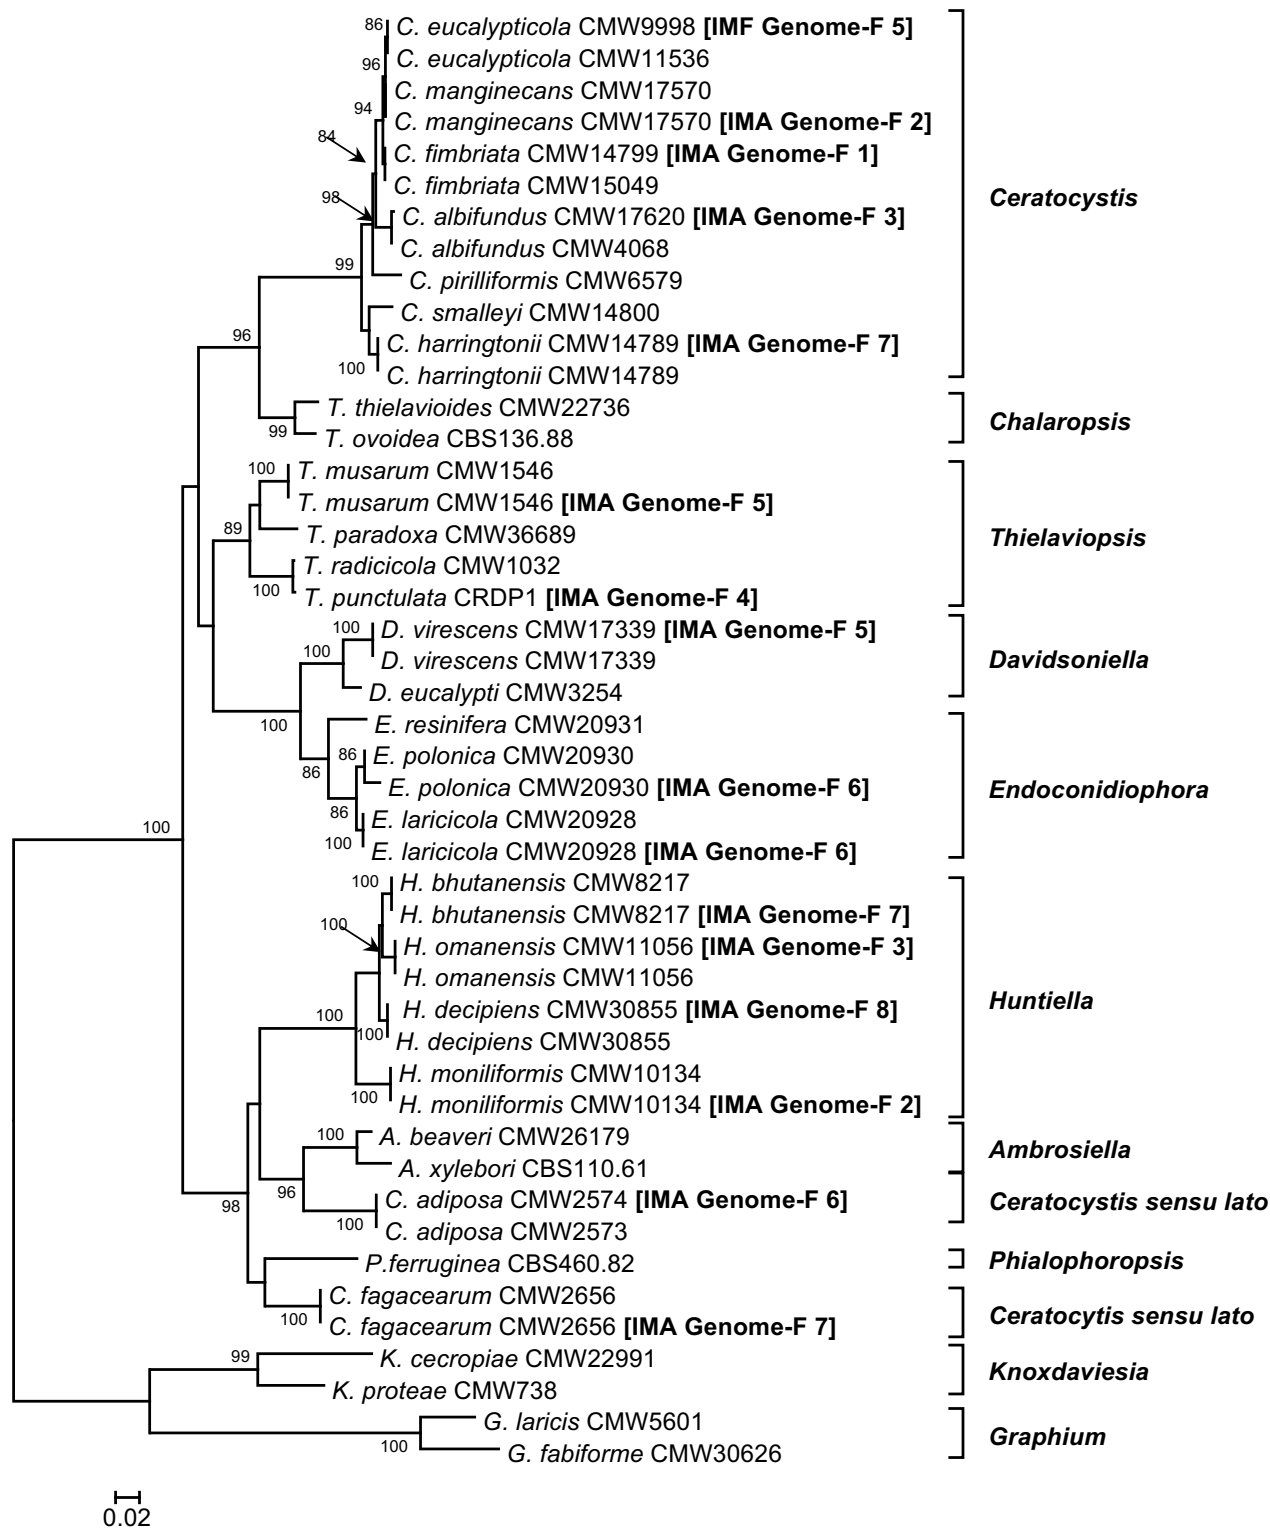 86
C. eucalypticola CMW9998 [IMF Genome-F 5]
C. eucalypticola CMW11536
96
C. manginecans CMW17570
94
C. manginecans CMW17570 [IMA Genome-F 2]
84
C. fimbriata CMW14799 [IMA Genome-F 1]
C. fimbriata CMW15049
98
Ceratocystis
C. albifundus CMW17620 [IMA Genome-F 3]
C. albifundus CMW4068
99
C. pirilliformis CMW6579
C. smalleyi CMW14800
96
C. harringtonii CMW14789 [IMA Genome-F 7]
100
C. harringtonii CMW14789
T. thielavioides CMW22736
Chalaropsis
99
T. ovoidea CBS136.88
100
T. musarum CMW1546
T. musarum CMW1546 [IMA Genome-F 5]
89
T. paradoxa CMW36689
Thielaviopsis
T. radicicola CMW1032
100
T. punctulata CRDP1 [IMA Genome-F 4]
100
D. virescens CMW17339 [IMA Genome-F 5]
100
D. virescens CMW17339
Davidsoniella
D. eucalypti CMW3254
100
E. resinifera CMW20931
86
E. polonica CMW20930
86
E. polonica CMW20930 [IMA Genome-F 6]
Endoconidiophora
86
E. laricicola CMW20928
100
100
E. laricicola CMW20928 [IMA Genome-F 6]
100
H. bhutanensis CMW8217
H. bhutanensis CMW8217 [IMA Genome-F 7]
100
H. omanensis CMW11056 [IMA Genome-F 3]
H. omanensis CMW11056
Huntiella
100
H. decipiens CMW30855 [IMA Genome-F 8]
100
H. decipiens CMW30855
H. moniliformis CMW10134
100
H. moniliformis CMW10134 [IMA Genome-F 2]
100
A. beaveri CMW26179
Ambrosiella
A. xylebori CBS110.61
96
C. adiposa CMW2574 [IMA Genome-F 6]
Ceratocystis sensu lato
98
100
C. adiposa CMW2573
P.ferruginea CBS460.82
Phialophoropsis
C. fagacearum CMW2656
Ceratocytis sensu lato
100
C. fagacearum CMW2656 [IMA Genome-F 7]
99
K. cecropiae CMW22991
Knoxdaviesia
K. proteae CMW738
G. laricis CMW5601
Graphium
100
G. fabiforme CMW30626
0.02